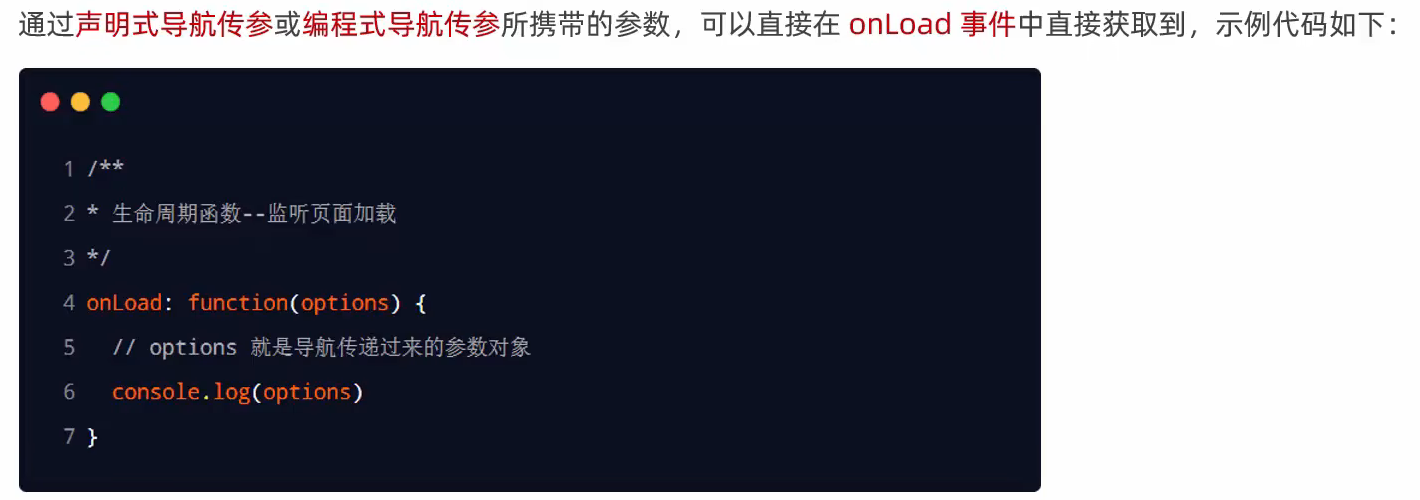 通过声明式导航传参或编程式导航传参所携带的参数，可以直接在 onLoad 事件中直接获取到，示例代码如下：
1 /**
2 * 生命周期函数--监听页面加载
3 */
4 onLoad: function(options) {
5   // options 就是导航传递过来的参数对象
6   console.log(options)
7 }